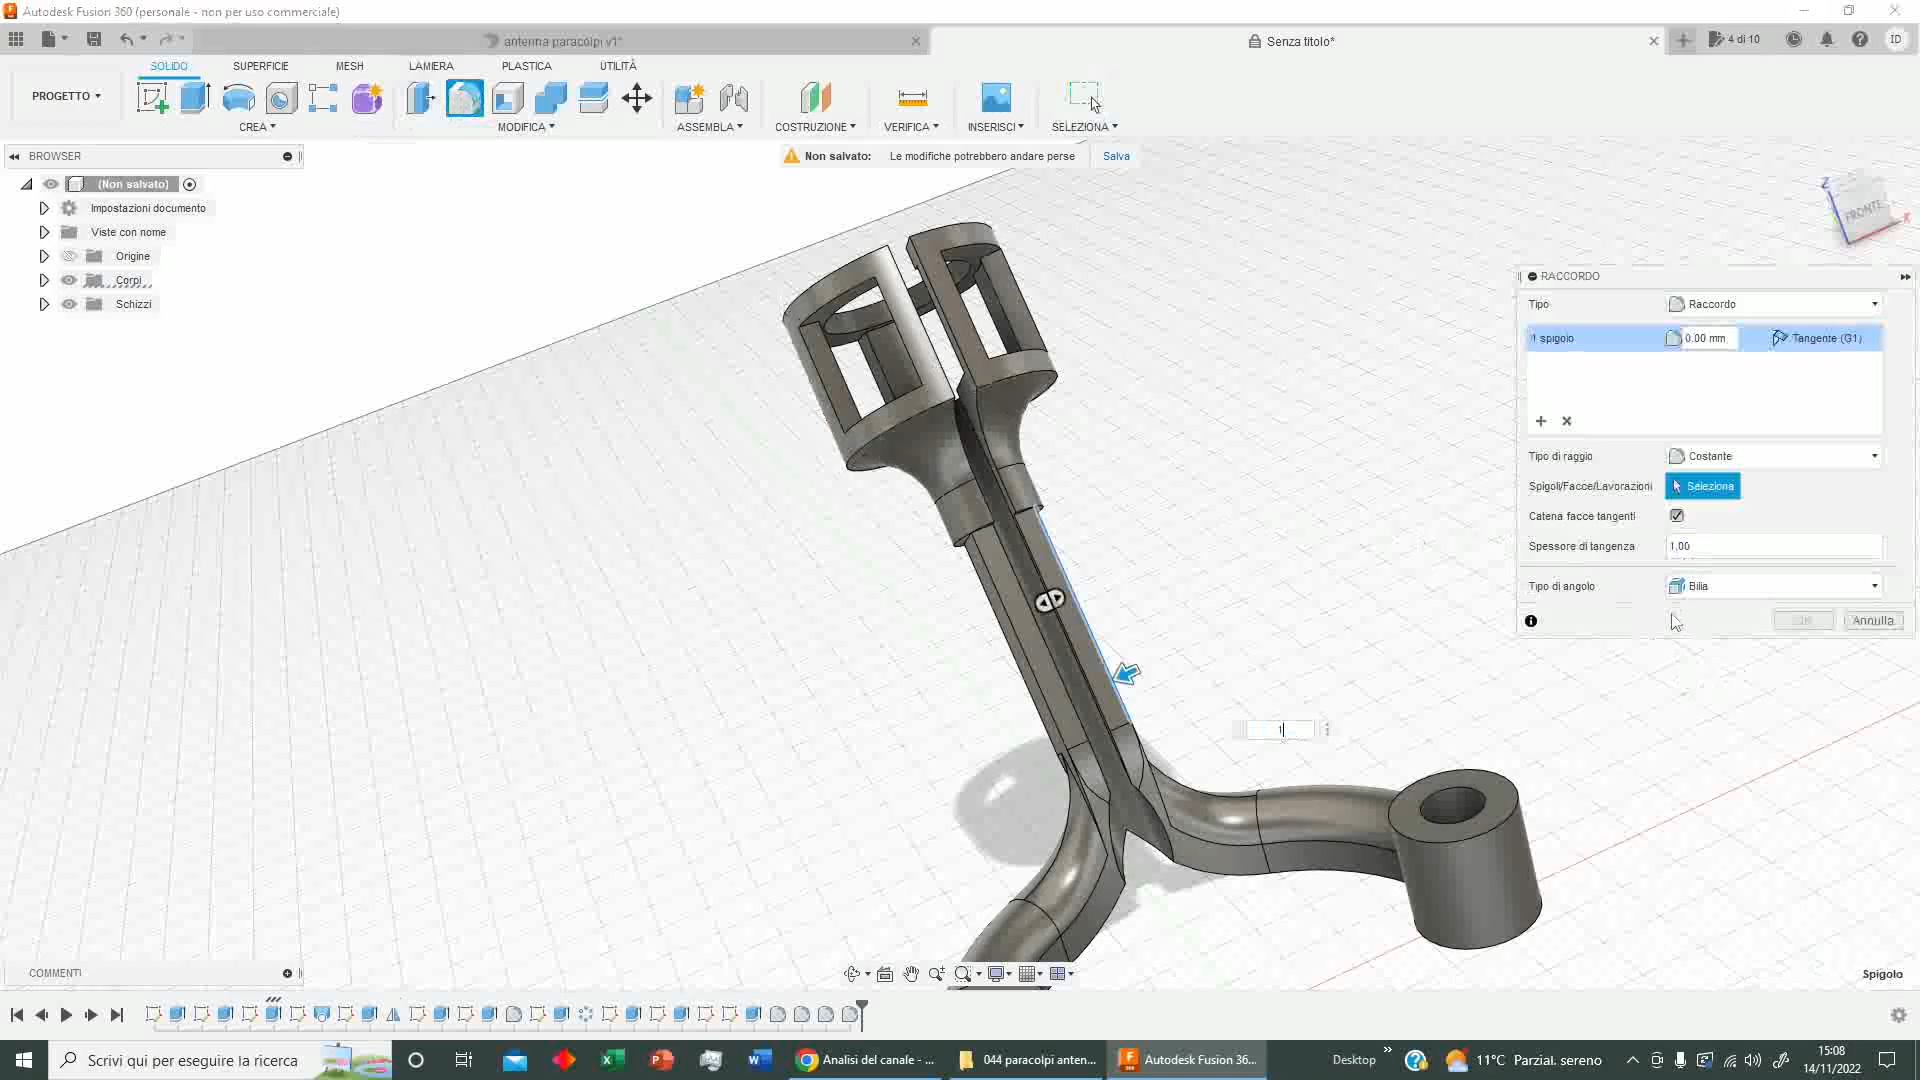 Autodesk Fusion 360 (personale - non per uso commerciale)
antenna paracolpi v1*
Senza titolo*
4 di 10
ID
PROGETTO
SOLIDO
SUPERFICIE
MESH
LAMIERA
PLASTICA
UTILITÀ
CREA
MODIFICA
ASSEMBLA
COSTRUZIONE
VERIFICA
INSERISCI
SELEZIONA
BROWSER
Non salvato: Le modifiche potrebbero andare perse Salva
(Non salvato)
Impostazioni documento
Viste con nome
Origine
Corpi
Schizzi
Z
FRONTE
X
RACCORDO
Tipo Raccordo
1 spigolo 0.00 mm Tangente (G1)
Tipo di raggio Costante
Spigoli/Facce/Lavorazioni Seleziona
Catena facce tangenti
Spessore di tangenza 1.00
Tipo di angolo Bilia
OK Annulla
1
COMMENTI
Spigolo
Scrivi qui per eseguire la ricerca
Analisi del canale - ...
044 paracolpi anten...
Autodesk Fusion 36...
Desktop
11°C Parzial. sereno
15:08
14/11/2022